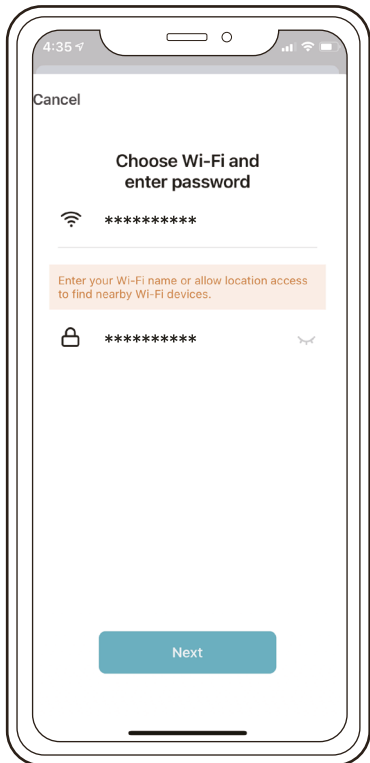 4:35
Cancel
Choose Wi-Fi and
enter password
**********
Enter your Wi-Fi name or allow location access
to find nearby Wi-Fi devices.
**********
Next